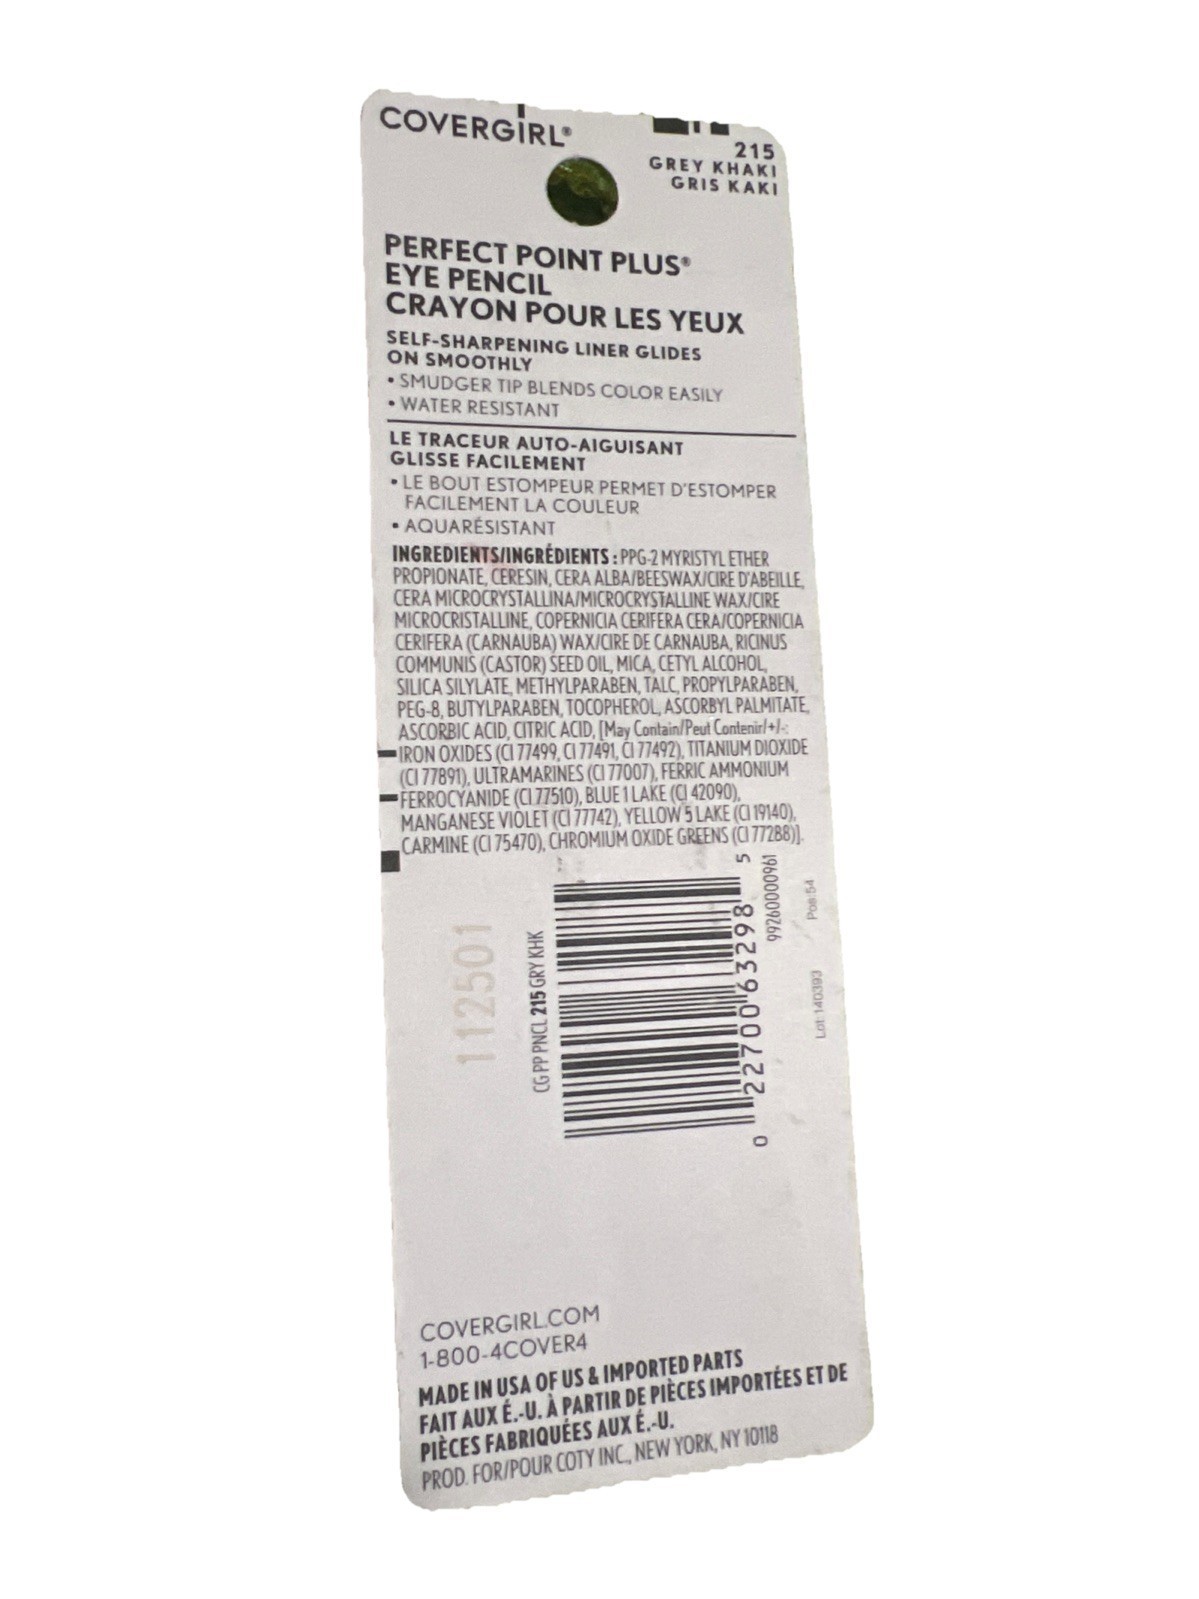 COVERGIRL®
215
GREY KHAKI
GRIS KAKI
PERFECT POINT PLUS®
EYE PENCIL
CRAYON POUR LES YEUX
SELF-SHARPENING LINER GLIDES
ON SMOOTHLY
• SMUDGER TIP BLENDS COLOR EASILY
• WATER RESISTANT
LE TRACEUR AUTO-AIGUISANT
GLISSE FACILEMENT
• LE BOUT ESTOMPEUR PERMET D'ESTOMPER
FACILEMENT LA COULEUR
• AQUARÉSISTANT
INGREDIENTS/INGRÉDIENTS : PPG-2 MYRISTYL ETHER
PROPIONATE, CERESIN, CERA ALBA/BEESWAX/CIRE D'ABEILLE,
CERA MICROCRYSTALLINA/MICROCRYSTALLINE WAX/CIRE
MICROCRISTALLINE, COPERNICIA CERIFERA CERA/COPERNICIA
CERIFERA (CARNAUBA) WAX/CIRE DE CARNAUBA, RICINUS
COMMUNIS (CASTOR) SEED OIL, MICA, CETYL ALCOHOL,
SILICA SILYLATE, METHYLPARABEN, TALC, PROPYLPARABEN,
PEG-8, BUTYLPARABEN, TOCOPHEROL, ASCORBYL PALMITATE,
ASCORBIC ACID, CITRIC ACID, [May Contain/Peut Contenir/+/-:
IRON OXIDES (CI 77499, CI 77491, CI 77492), TITANIUM DIOXIDE
(CI 77891), ULTRAMARINES (CI 77007), FERRIC AMMONIUM
FERROCYANIDE (CI 77510), BLUE 1 LAKE (CI 42090),
MANGANESE VIOLET (CI 77742), YELLOW 5 LAKE (CI 19140),
CARMINE (CI 75470), CHROMIUM OXIDE GREENS (CI 77288)].
112501
CG PP PNCL 215 GRY KHK
0 22700 63298 5
99260000961
Lot: 140393 Pos:54
COVERGIRL.COM
1-800-4COVER4
MADE IN USA OF US & IMPORTED PARTS
FAIT AUX É.-U. À PARTIR DE PIÈCES IMPORTÉES ET DE
PIÈCES FABRIQUÉES AUX É.-U.
PROD. FOR/POUR COTY INC., NEW YORK, NY 10118